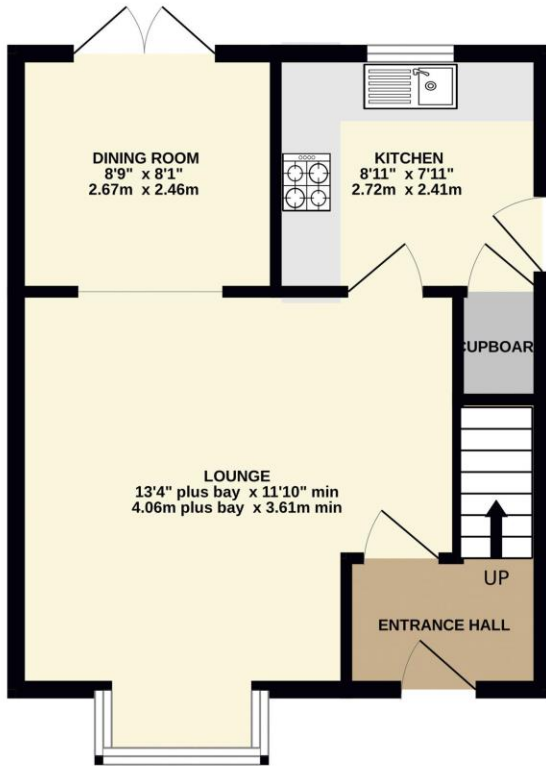 DINING ROOM
8'9" x 8'1"
2.67m x 2.46m
KITCHEN
8'11" x 7'11"
2.72m x 2.41m
CUPBOAR
LOUNGE
13'4" plus bay x 11'10" min
4.06m plus bay x 3.61m min
UP
ENTRANCE HALL